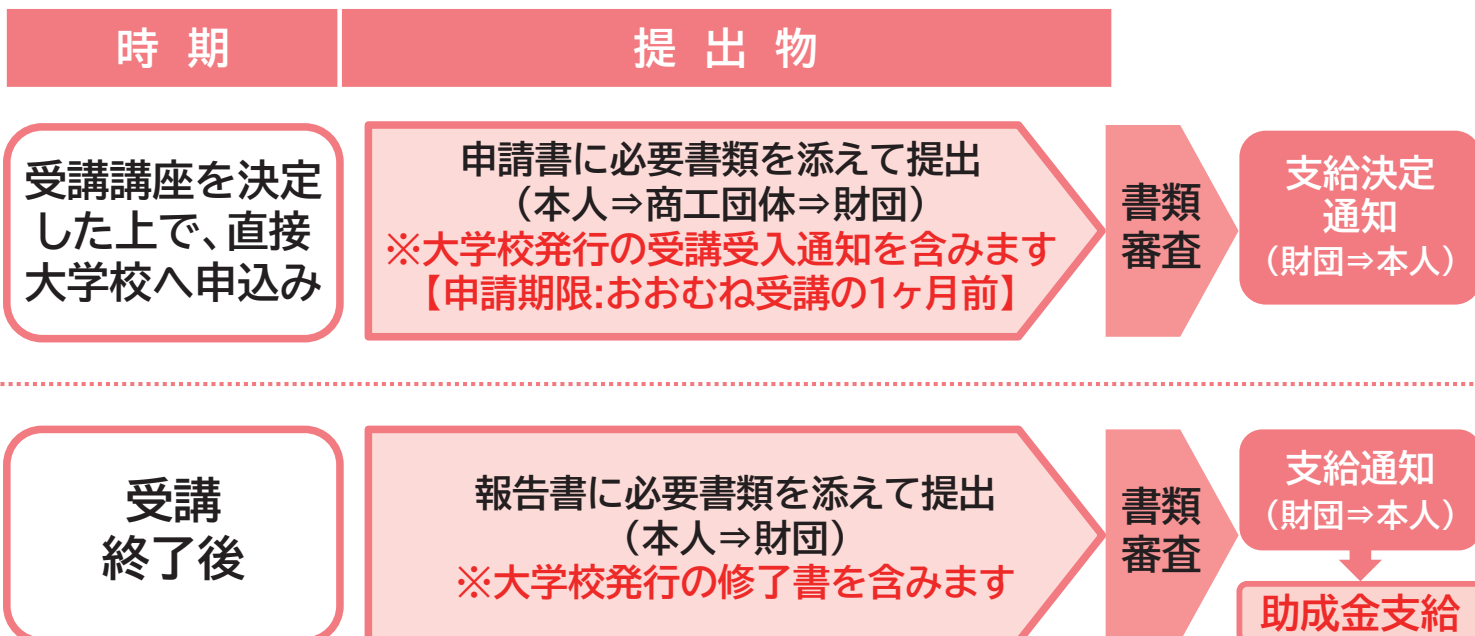 時期
提出物
受講講座を決定
した上で、直接
大学校へ申込み
申請書に必要書類を添えて提出
（本人⇒商工団体⇒財団）
※大学校発行の受講受入通知を含みます
【申請期限:おおむね受講の1ヶ月前】
書類
審査
支給決定
通知
（財団⇒本人）
受講
終了後
報告書に必要書類を添えて提出
（本人⇒財団）
※大学校発行の修了書を含みます
書類
審査
支給通知
（財団⇒本人）
助成金支給